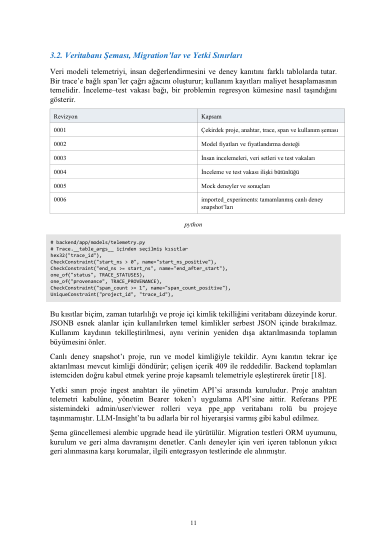 3.2. Veritabanı Şeması, Migration'lar ve Yetki Sınırları
Veri modeli telemetriyi, insan değerlendirmesini ve deney kanıtını farklı tablolarda tutar.
Bir trace'e bağlı span'ler çağrı ağacını oluşturur; kullanım kayıtları maliyet hesaplamasının
temelidir. İnceleme–test vakası bağı, bir problemin regresyon kümesine nasıl taşındığını
gösterir.
Revizyon Kapsam
0001 Çekirdek proje, anahtar, trace, span ve kullanım şeması
0002 Model fiyatları ve fiyatlandırma desteği
0003 İnsan incelemeleri, veri setleri ve test vakaları
0004 İnceleme ve test vakası ilişki bütünlüğü
0005 Mock deneyler ve sonuçları
0006 imported_experiments: tamamlanmış canlı deney
snapshot'ları
python
# backend/app/models/telemetry.py
# Trace.__table_args__ içinden seçilmiş kısıtlar
hex32("trace_id"),
CheckConstraint("start_ns > 0", name="start_ns_positive"),
CheckConstraint("end_ns >= start_ns", name="end_after_start"),
one_of("status", TRACE_STATUSES),
one_of("provenance", TRACE_PROVENANCE),
CheckConstraint("span_count >= 1", name="span_count_positive"),
UniqueConstraint("project_id", "trace_id"),
Bu kısıtlar biçim, zaman tutarlılığı ve proje içi kimlik tekilliğini veritabanı düzeyinde korur.
JSONB esnek alanlar için kullanılırken temel kimlikler serbest JSON içinde bırakılmaz.
Kullanım kaydının tekilleştirilmesi, aynı verinin yeniden dışa aktarılmasında toplamın
büyümesini önler.
Canlı deney snapshot'ı proje, run ve model kimliğiyle tekildir. Aynı kanıtın tekrar içe
aktarılması mevcut kimliği döndürür; çelişen içerik 409 ile reddedilir. Backend toplamları
istemciden doğru kabul etmek yerine proje kapsamlı telemetriyle eşleştirerek üretir [18].
Yetki sınırı proje ingest anahtarı ile yönetim API'si arasında kuruludur. Proje anahtarı
telemetri kabulüne, yönetim Bearer token'ı uygulama API'sine aittir. Referans PPE
sistemindeki admin/user/viewer rolleri veya ppe_app veritabanı rolü bu projeye
taşınmamıştır. LLM-Insight'ta bu adlarla bir rol hiyerarşisi varmış gibi kabul edilmez.
Şema güncellemesi alembic upgrade head ile yürütülür. Migration testleri ORM uyumunu,
kurulum ve geri alma davranışını denetler. Canlı deneyler için veri içeren tablonun yıkıcı
geri alınmasına karşı korumalar, ilgili entegrasyon testlerinde ele alınmıştır.
11